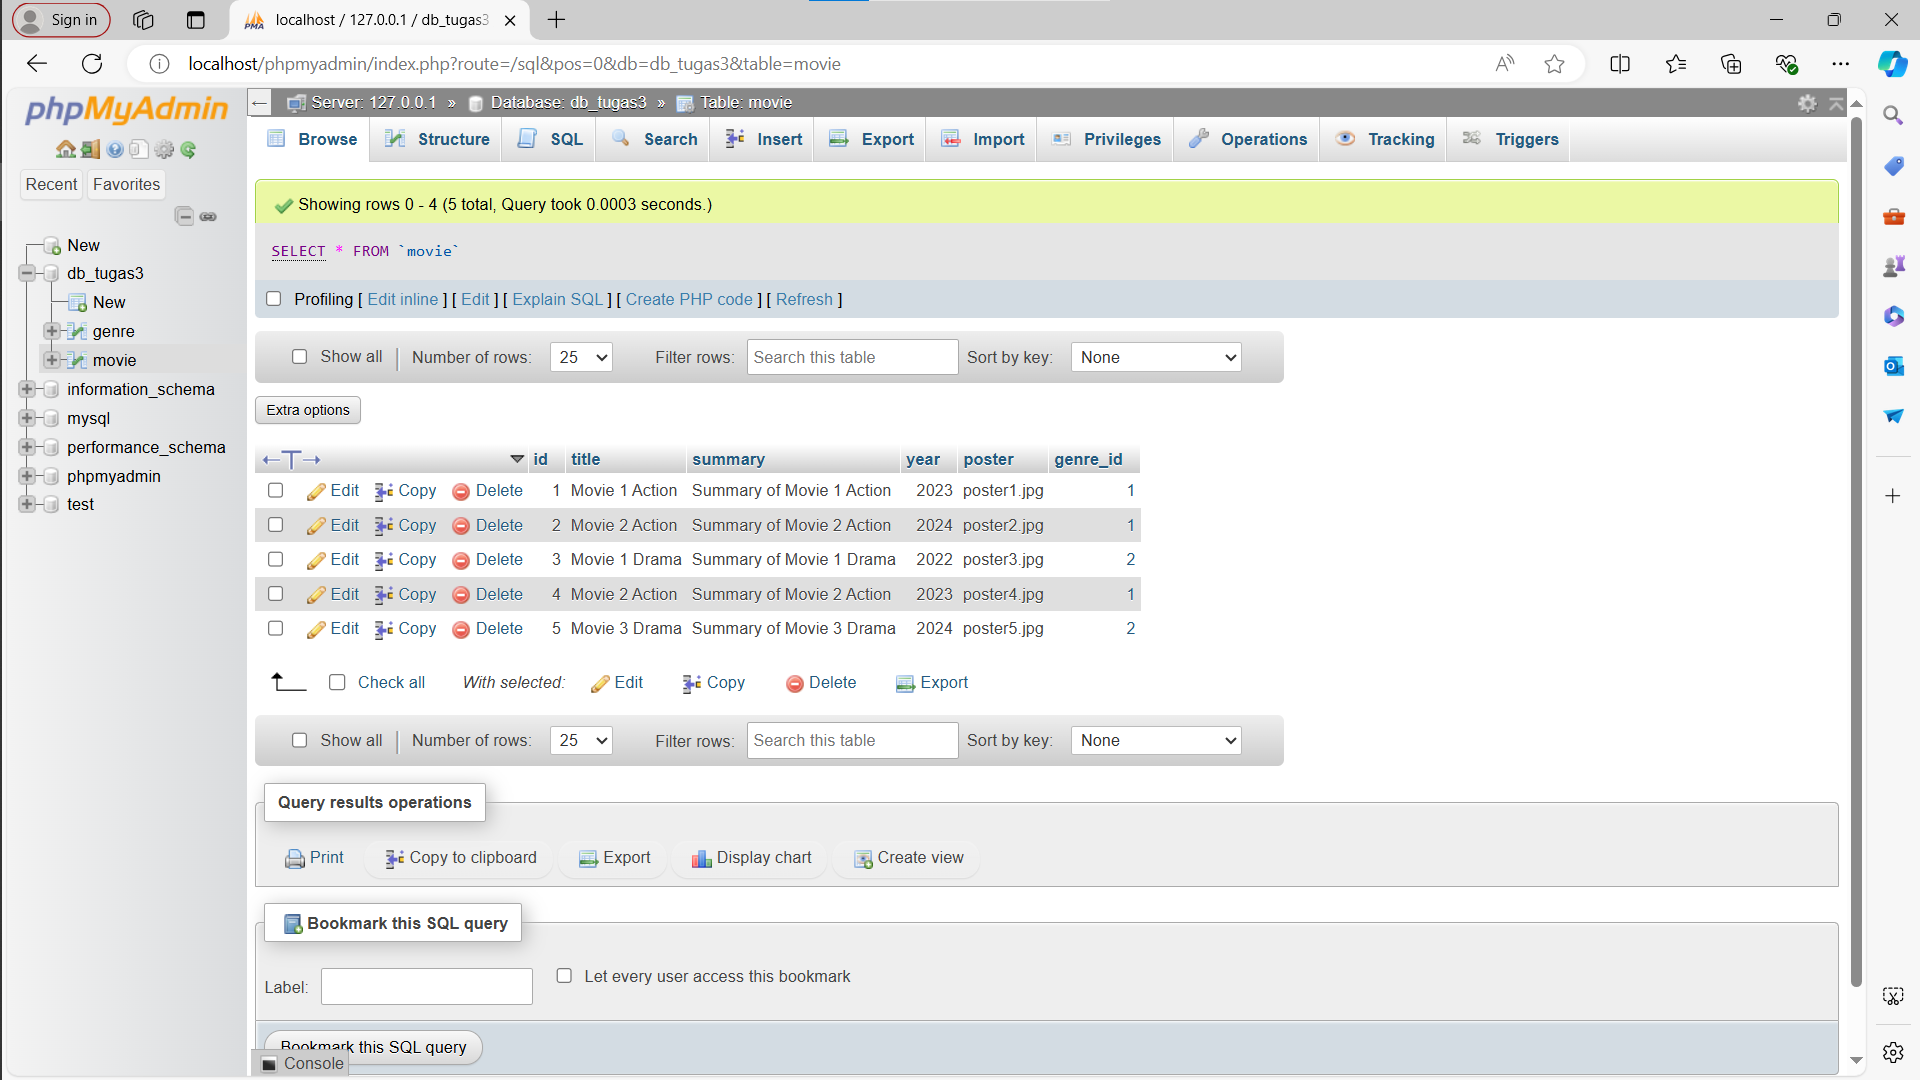 Sign in
localhost / 127.0.0.1 / db_tugas3
localhost/phpmyadmin/index.php?route=/sql&pos=0&db=db_tugas3&table=movie
phpMyAdmin
Recent
Favorites
New
db_tugas3
New
genre
movie
information_schema
mysql
performance_schema
phpmyadmin
test
Server: 127.0.0.1 » Database: db_tugas3 » Table: movie
Browse Structure SQL Search Insert Export Import Privileges Operations Tracking Triggers
Showing rows 0 - 4 (5 total, Query took 0.0003 seconds.)
SELECT * FROM `movie`
Profiling [ Edit inline ] [ Edit ] [ Explain SQL ] [ Create PHP code ] [ Refresh ]
Show all | Number of rows: 25 Filter rows: Search this table Sort by key: None
Extra options
id title summary year poster genre_id
Edit Copy Delete 1 Movie 1 Action Summary of Movie 1 Action 2023 poster1.jpg 1
Edit Copy Delete 2 Movie 2 Action Summary of Movie 2 Action 2024 poster2.jpg 1
Edit Copy Delete 3 Movie 1 Drama Summary of Movie 1 Drama 2022 poster3.jpg 2
Edit Copy Delete 4 Movie 2 Action Summary of Movie 2 Action 2023 poster4.jpg 1
Edit Copy Delete 5 Movie 3 Drama Summary of Movie 3 Drama 2024 poster5.jpg 2
Check all With selected: Edit Copy Delete Export
Show all | Number of rows: 25 Filter rows: Search this table Sort by key: None
Query results operations
Print Copy to clipboard Export Display chart Create view
Bookmark this SQL query
Label: Let every user access this bookmark
Bookmark this SQL query
Console